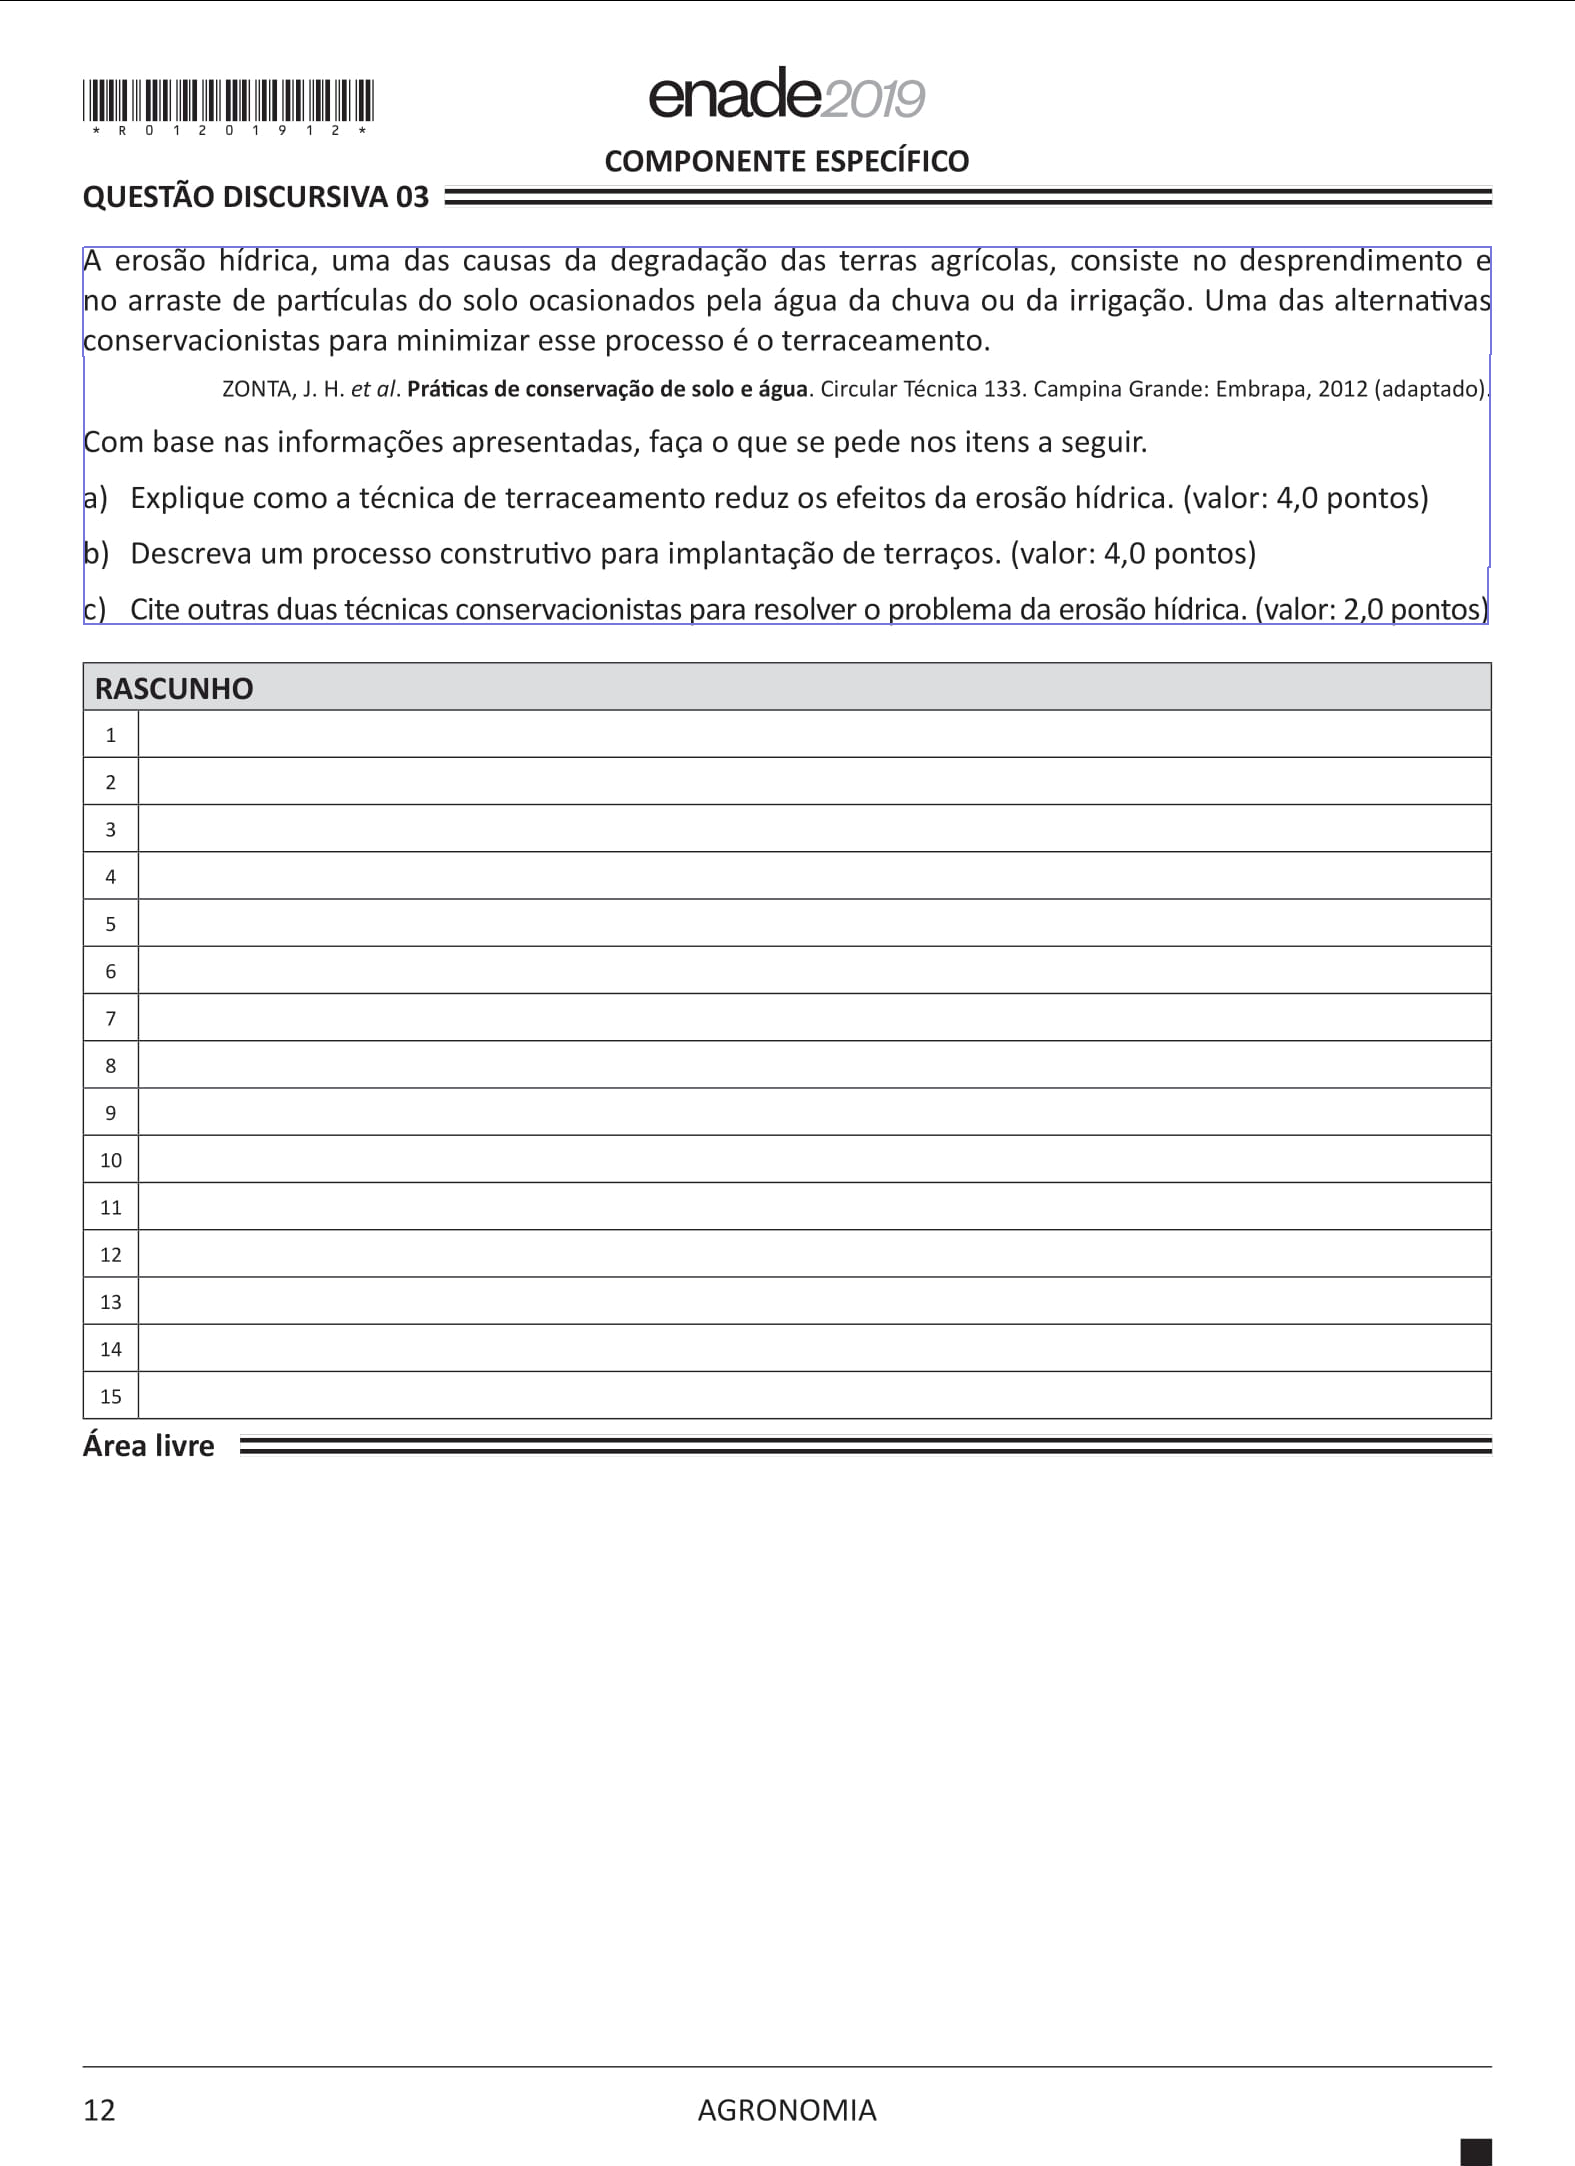 * R 0 1 2 0 1 9 1 2 *
enade2019
COMPONENTE ESPECÍFICO
QUESTÃO DISCURSIVA 03
A erosão hídrica, uma das causas da degradação das terras agrícolas, consiste no desprendimento e
no arraste de partículas do solo ocasionados pela água da chuva ou da irrigação. Uma das alternativas
conservacionistas para minimizar esse processo é o terraceamento.
ZONTA, J. H. et al. Práticas de conservação de solo e água. Circular Técnica 133. Campina Grande: Embrapa, 2012 (adaptado).
Com base nas informações apresentadas, faça o que se pede nos itens a seguir.
a) Explique como a técnica de terraceamento reduz os efeitos da erosão hídrica. (valor: 4,0 pontos)
b) Descreva um processo construtivo para implantação de terraços. (valor: 4,0 pontos)
c) Cite outras duas técnicas conservacionistas para resolver o problema da erosão hídrica. (valor: 2,0 pontos)
RASCUNHO
1
2
3
4
5
6
7
8
9
10
11
12
13
14
15
Área livre
12
AGRONOMIA